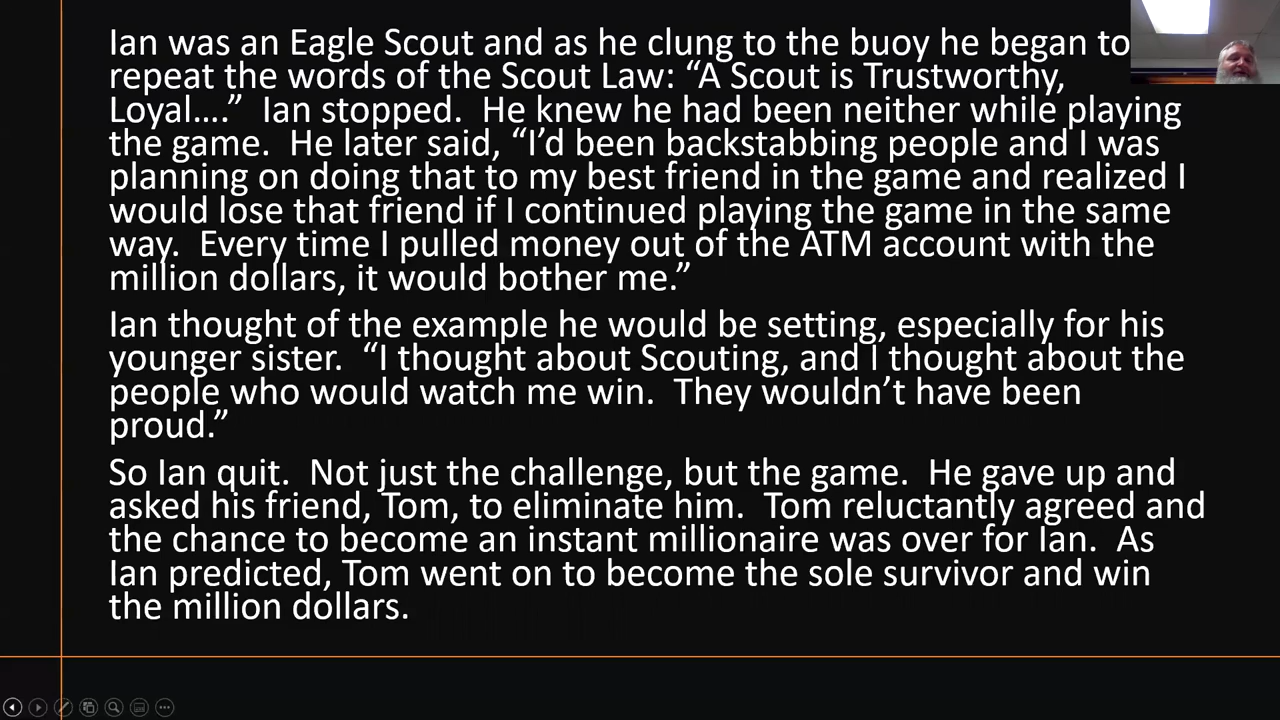 Ian was an Eagle Scout and as he clung to the buoy he began to
repeat the words of the Scout Law: “A Scout is Trustworthy,
Loyal….”  Ian stopped.  He knew he had been neither while playing
the game.  He later said, “I’d been backstabbing people and I was
planning on doing that to my best friend in the game and realized I
would lose that friend if I continued playing the game in the same
way.  Every time I pulled money out of the ATM account with the
million dollars, it would bother me.”
Ian thought of the example he would be setting, especially for his
younger sister.  “I thought about Scouting, and I thought about the
people who would watch me win.  They wouldn’t have been
proud.”
So Ian quit.  Not just the challenge, but the game.  He gave up and
asked his friend, Tom, to eliminate him.  Tom reluctantly agreed and
the chance to become an instant millionaire was over for Ian.  As
Ian predicted, Tom went on to become the sole survivor and win
the million dollars.